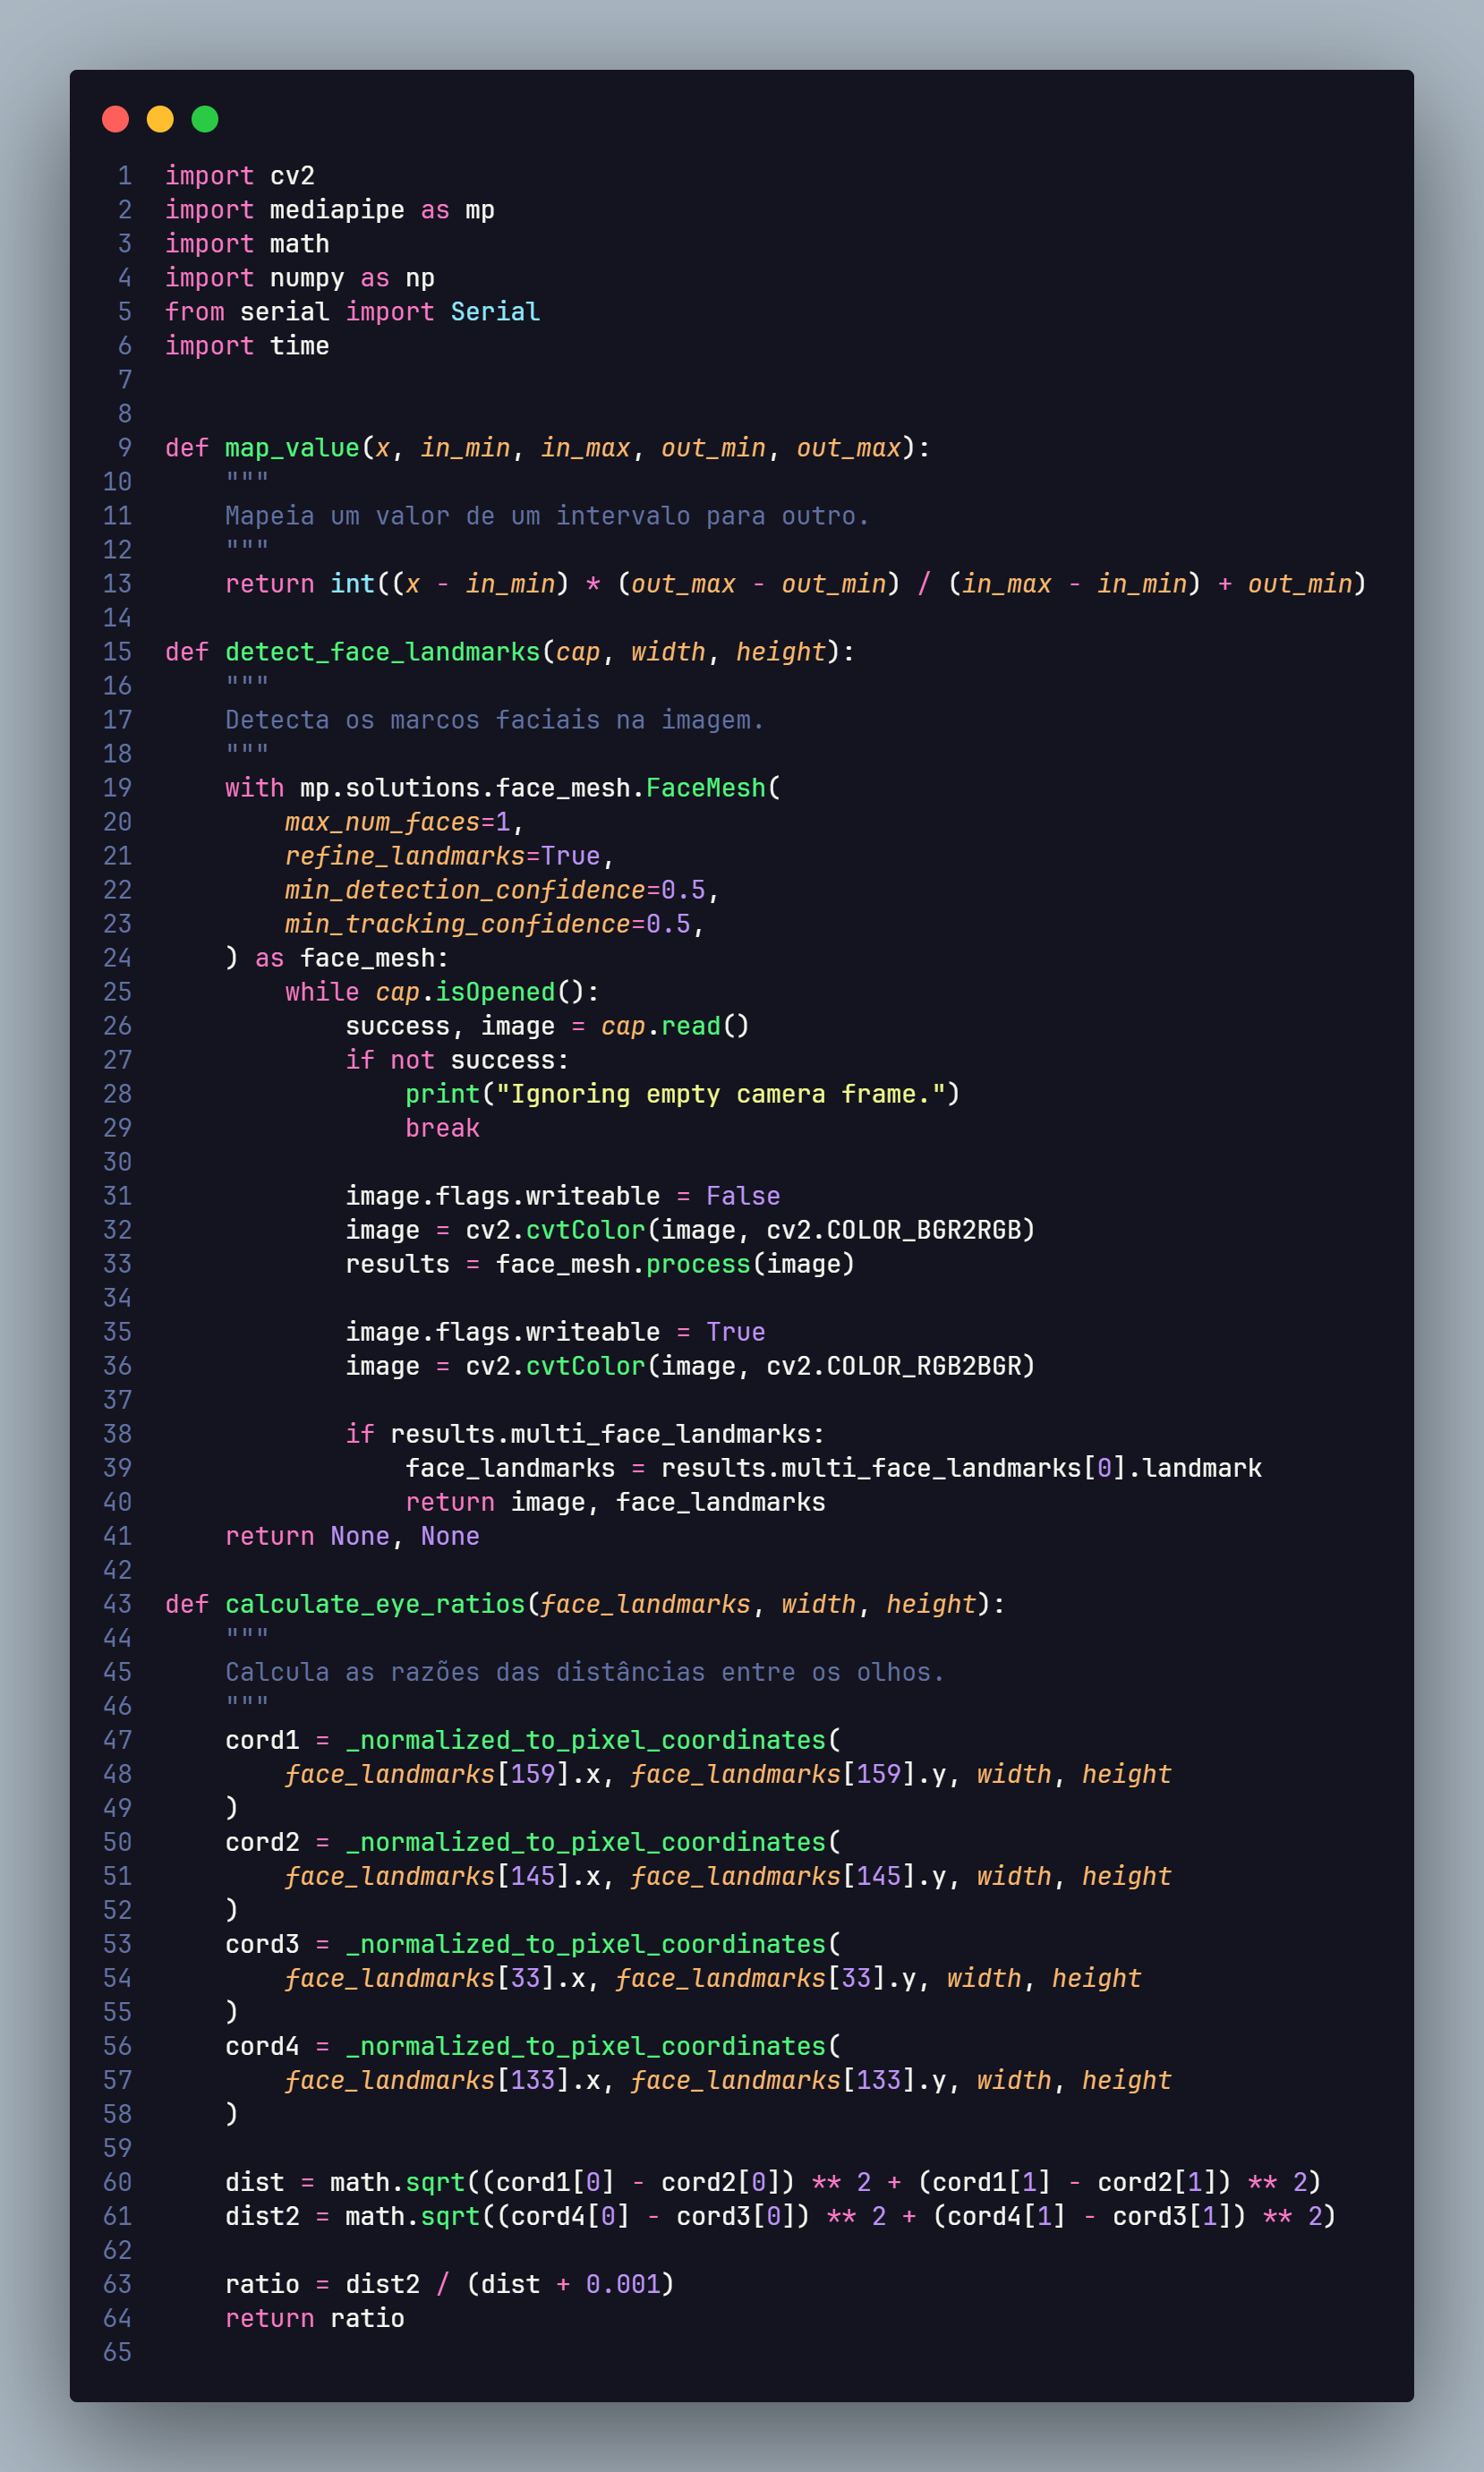 1 import cv2
2 import mediapipe as mp
3 import math
4 import numpy as np
5 from serial import Serial
6 import time
7
8
9 def map_value(x, in_min, in_max, out_min, out_max):
10     """
11     Mapeia um valor de um intervalo para outro.
12     """
13     return int((x - in_min) * (out_max - out_min) / (in_max - in_min) + out_min)
14
15 def detect_face_landmarks(cap, width, height):
16     """
17     Detecta os marcos faciais na imagem.
18     """
19     with mp.solutions.face_mesh.FaceMesh(
20         max_num_faces=1,
21         refine_landmarks=True,
22         min_detection_confidence=0.5,
23         min_tracking_confidence=0.5,
24     ) as face_mesh:
25         while cap.isOpened():
26             success, image = cap.read()
27             if not success:
28                 print("Ignoring empty camera frame.")
29                 break
30
31             image.flags.writeable = False
32             image = cv2.cvtColor(image, cv2.COLOR_BGR2RGB)
33             results = face_mesh.process(image)
34
35             image.flags.writeable = True
36             image = cv2.cvtColor(image, cv2.COLOR_RGB2BGR)
37
38             if results.multi_face_landmarks:
39                 face_landmarks = results.multi_face_landmarks[0].landmark
40                 return image, face_landmarks
41     return None, None
42
43 def calculate_eye_ratios(face_landmarks, width, height):
44     """
45     Calcula as razões das distâncias entre os olhos.
46     """
47     cord1 = _normalized_to_pixel_coordinates(
48         face_landmarks[159].x, face_landmarks[159].y, width, height
49     )
50     cord2 = _normalized_to_pixel_coordinates(
51         face_landmarks[145].x, face_landmarks[145].y, width, height
52     )
53     cord3 = _normalized_to_pixel_coordinates(
54         face_landmarks[33].x, face_landmarks[33].y, width, height
55     )
56     cord4 = _normalized_to_pixel_coordinates(
57         face_landmarks[133].x, face_landmarks[133].y, width, height
58     )
59
60     dist = math.sqrt((cord1[0] - cord2[0]) ** 2 + (cord1[1] - cord2[1]) ** 2)
61     dist2 = math.sqrt((cord4[0] - cord3[0]) ** 2 + (cord4[1] - cord3[1]) ** 2)
62
63     ratio = dist2 / (dist + 0.001)
64     return ratio
65